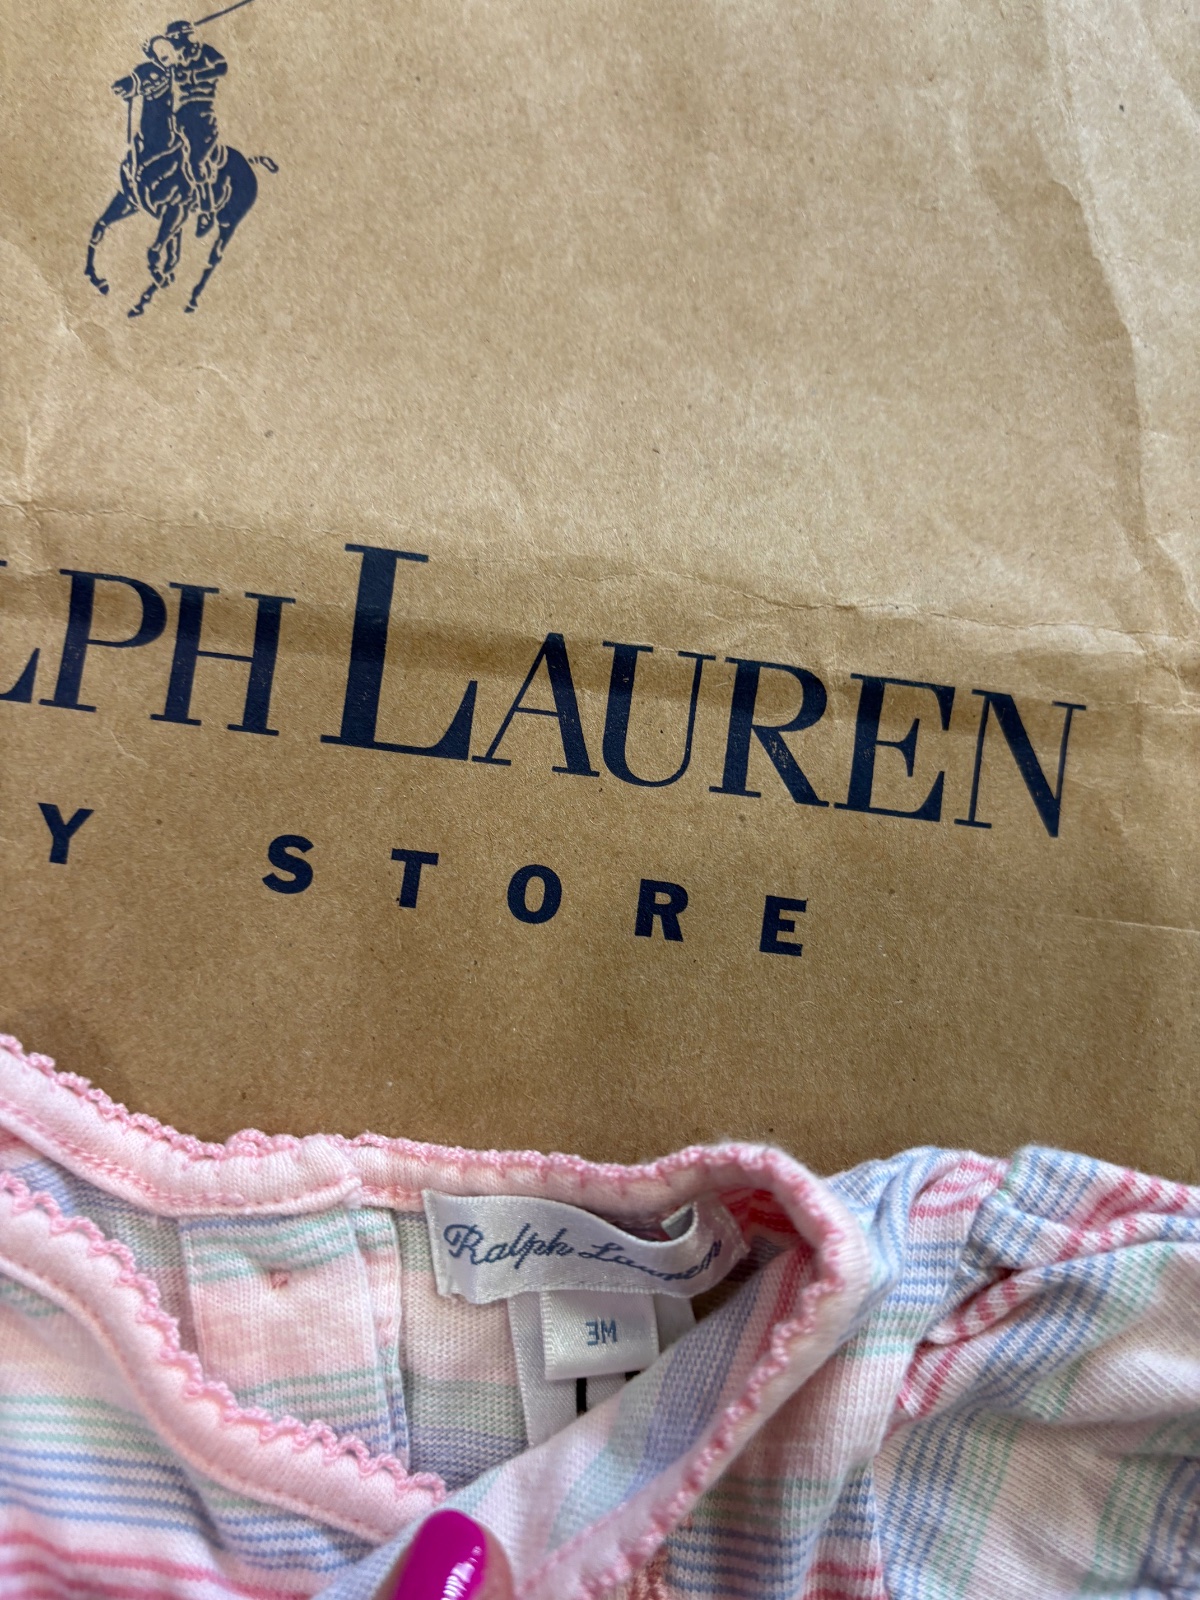 LPH LAUREN
Y STORE
Ralph Lauren
3M